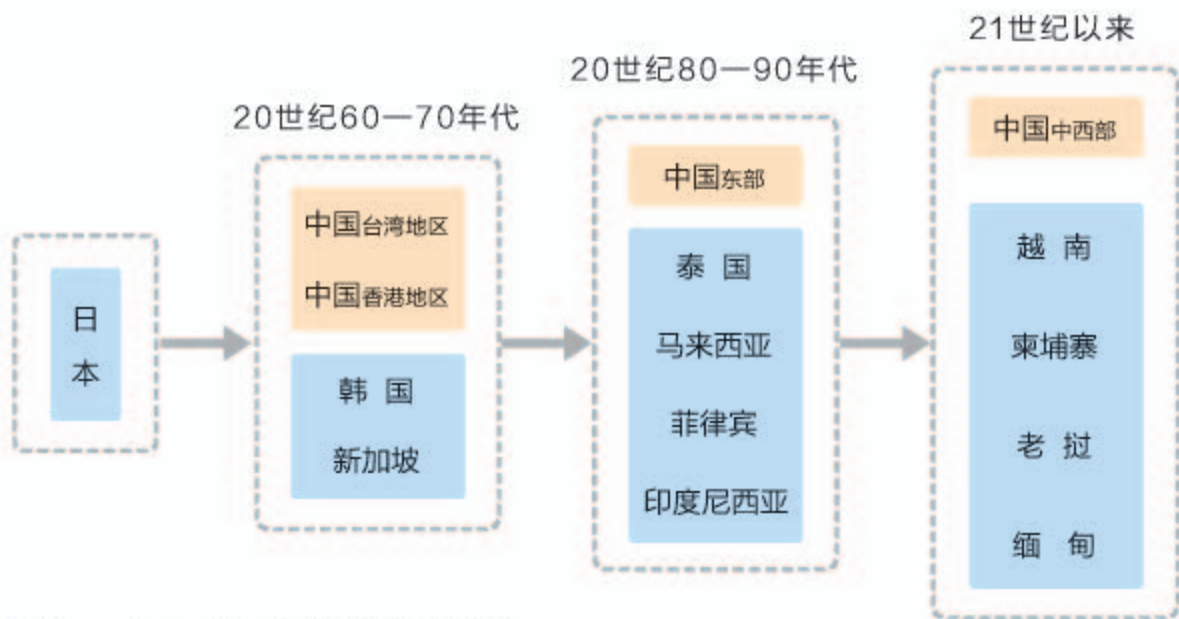 日
本
20世纪60—70年代
中国台湾地区
中国香港地区
韩国
新加坡
20世纪80—90年代
中国东部
泰国
马来西亚
菲律宾
印度尼西亚
21世纪以来
中国中西部
越南
柬埔寨
老挝
缅甸